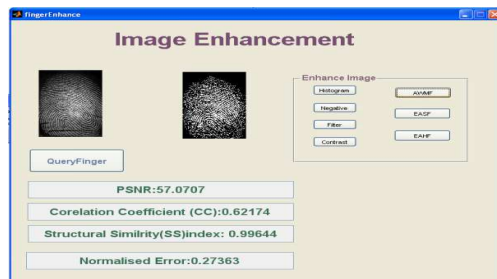 fingerEnhance
Image Enhancement
Enhance Image
Histogram
AWMF
Negative
EASF
Filter
EAHF
Contrast
QueryFinger
PSNR:57.0707
Corelation Coefficient (CC):0.62174
Structural Similrity(SS)index: 0.99644
Normalised Error:0.27363